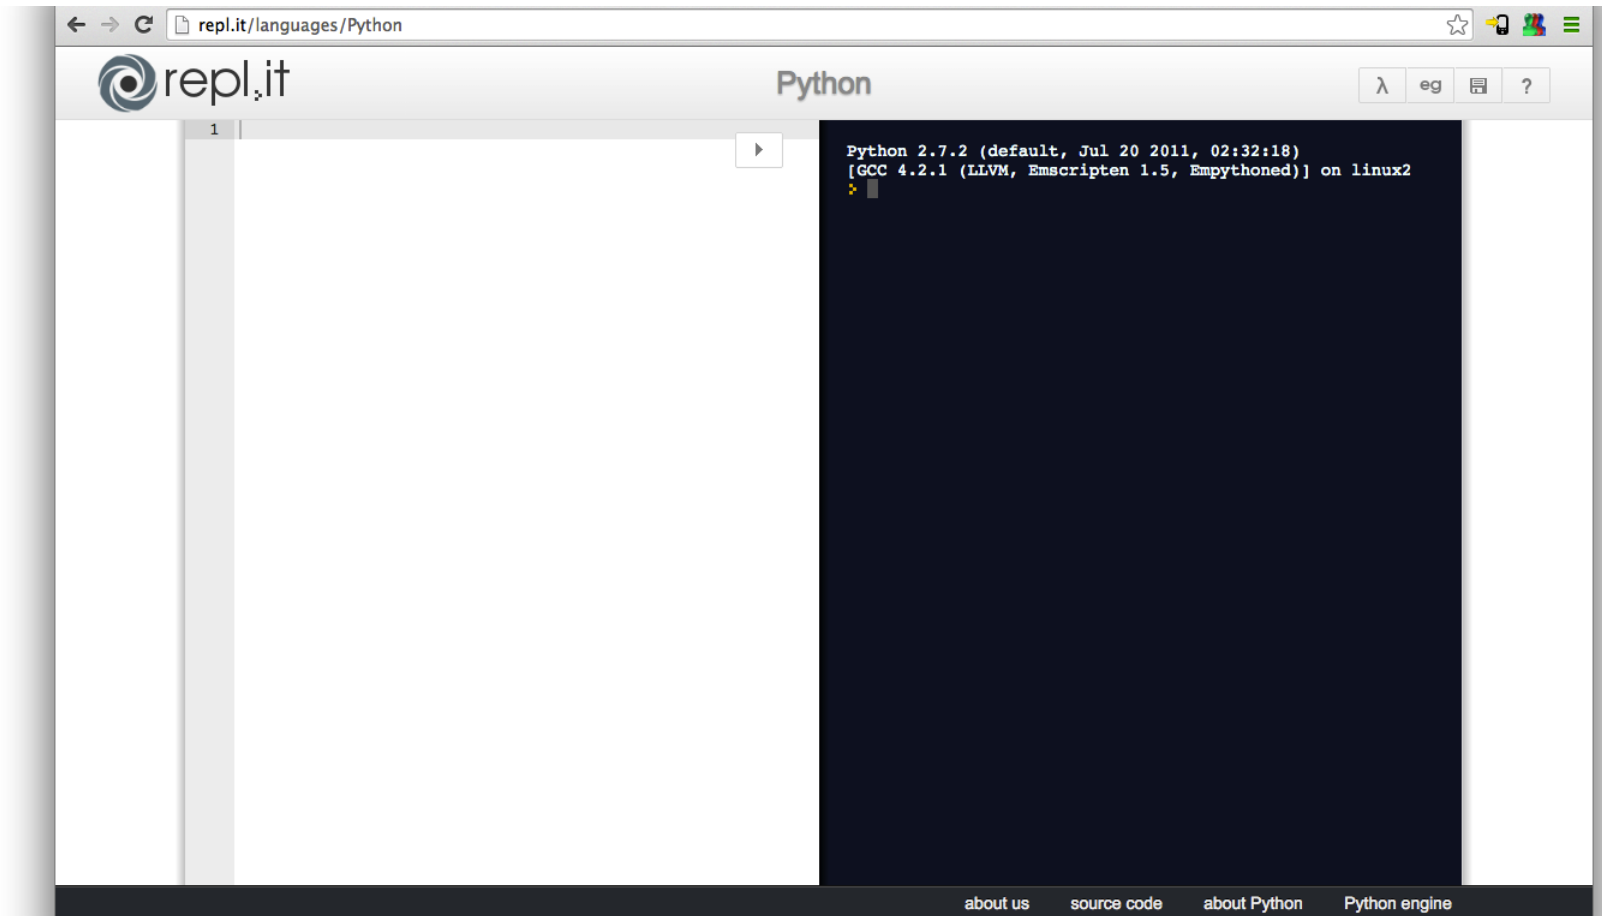 repl.it/languages/Python
repl.it
Python
λ eg ?
1
Python 2.7.2 (default, Jul 20 2011, 02:32:18)
[GCC 4.2.1 (LLVM, Emscripten 1.5, Empythoned)] on linux2
about us source code about Python Python engine